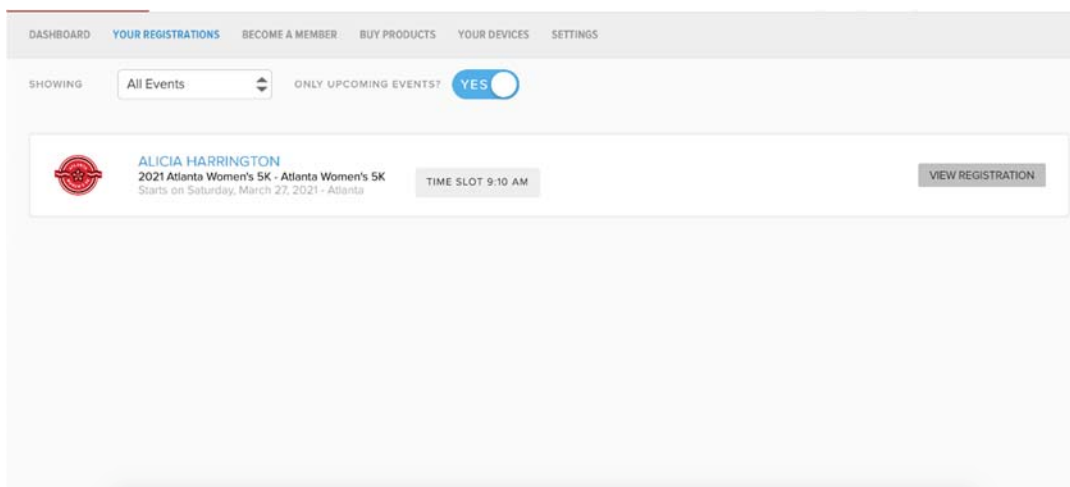 DASHBOARD YOUR REGISTRATIONS BECOME A MEMBER BUY PRODUCTS YOUR DEVICES SETTINGS
SHOWING All Events ONLY UPCOMING EVENTS? YES
ALICIA HARRINGTON
2021 Atlanta Women's 5K - Atlanta Women's 5K
Starts on Saturday, March 27, 2021 - Atlanta
TIME SLOT 9:10 AM
VIEW REGISTRATION